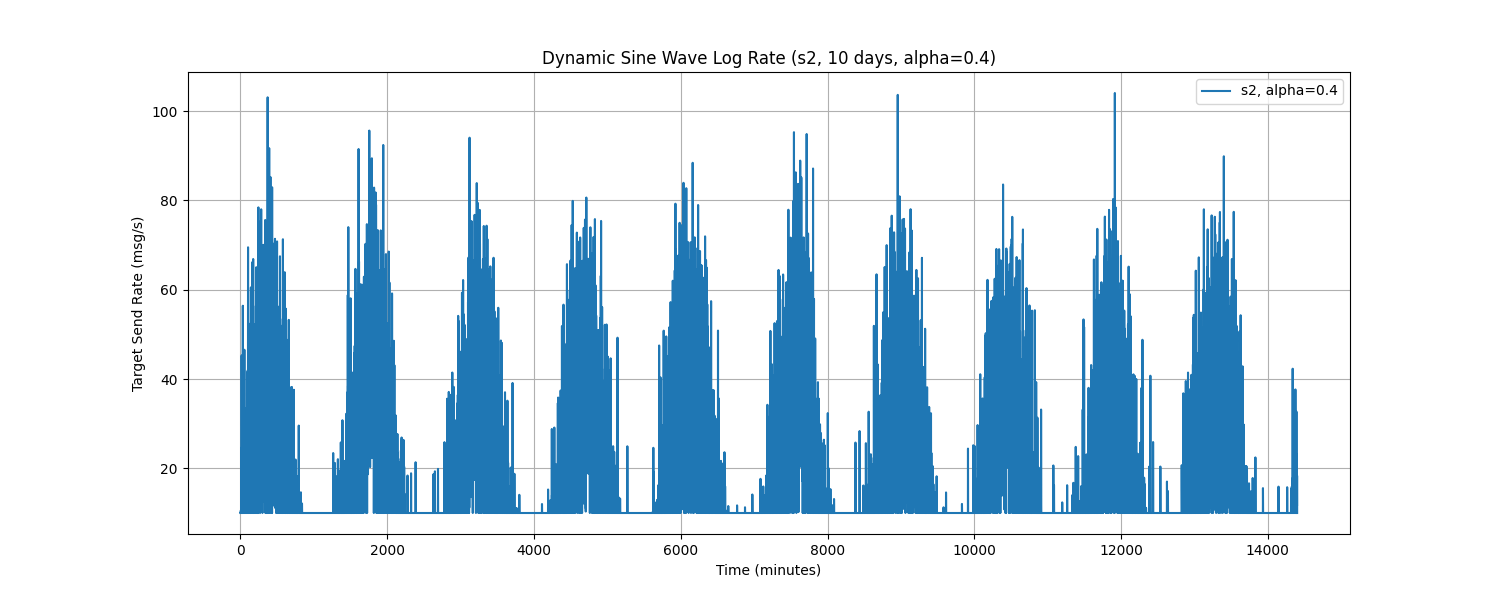 Dynamic Sine Wave Log Rate (s2, 10 days, alpha=0.4)
s2, alpha=0.4
Target Send Rate (msg/s)
100
80
60
40
20
0 2000 4000 6000 8000 10000 12000 14000
Time (minutes)